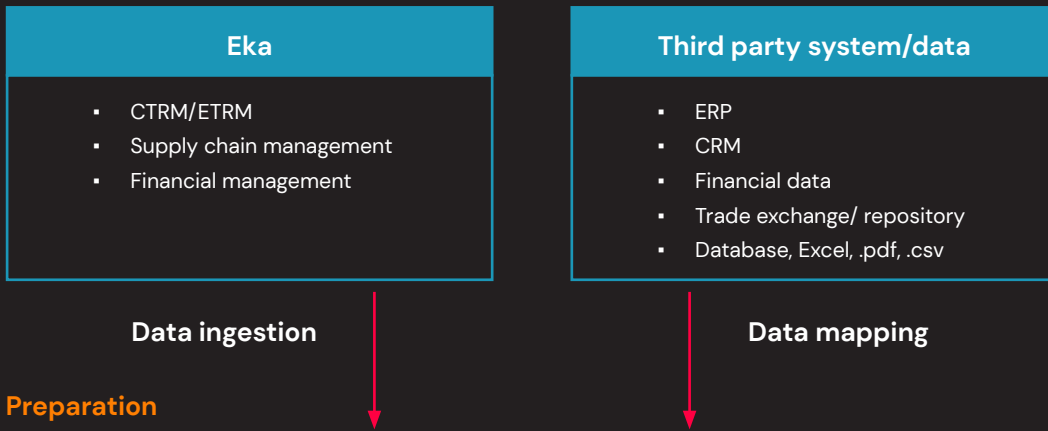 Eka
▪ CTRM/ETRM
▪ Supply chain management
▪ Financial management
Third party system/data
▪ ERP
▪ CRM
▪ Financial data
▪ Trade exchange/ repository
▪ Database, Excel, .pdf, .csv
Data ingestion
Data mapping
Preparation